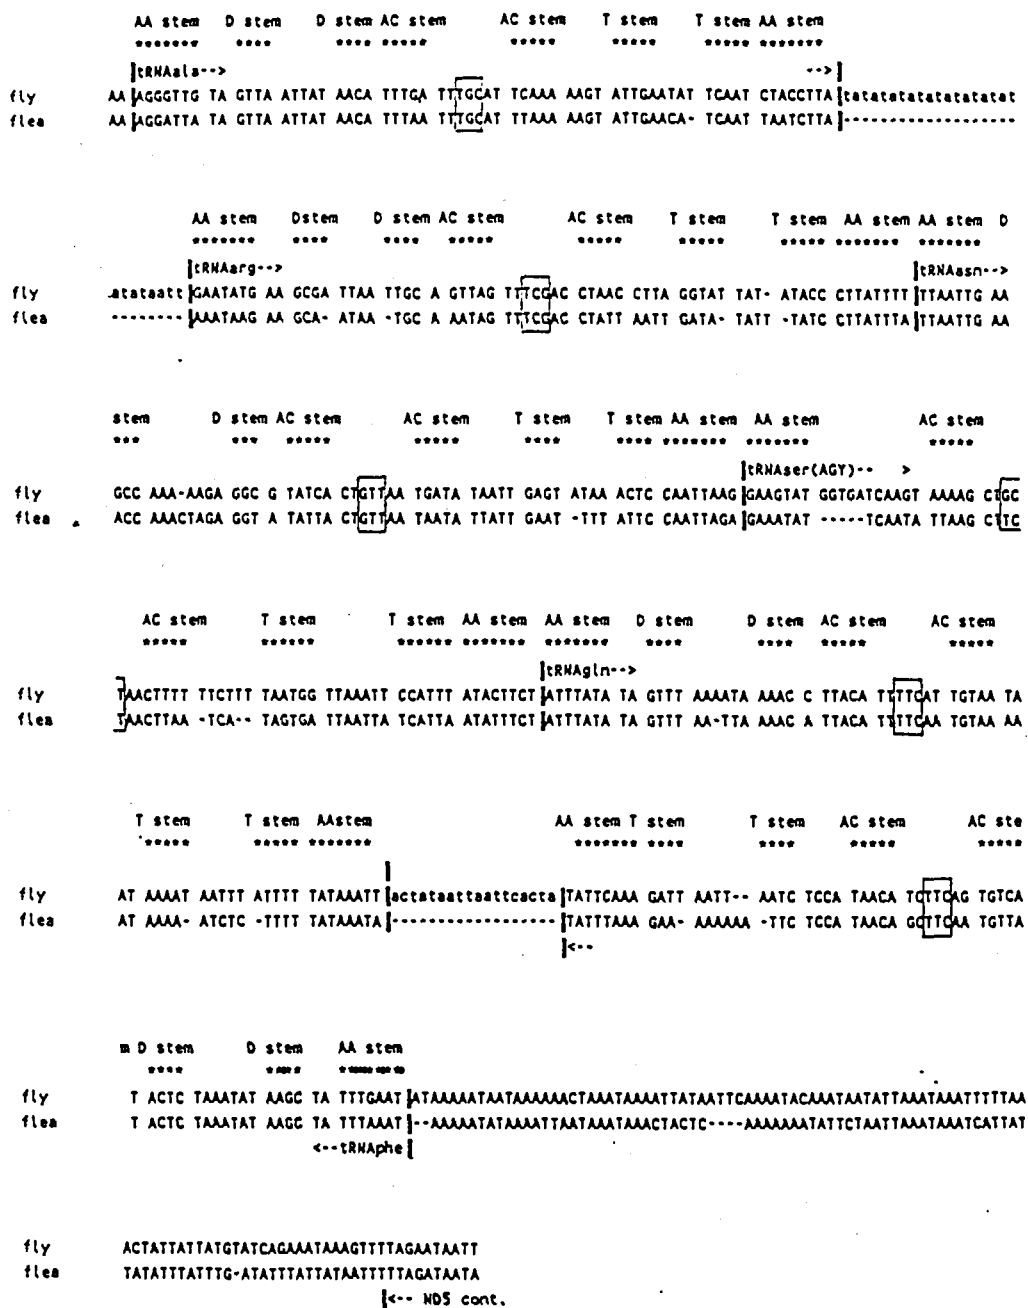 AA stem D stem D stem AC stem AC stem T stem T stem AA stem
******* **** **** ***** ***** ***** ***** *******
|tRNAala--> -->|
fly AA |AGGGTTG TA GTTA ATTAT AACA TTTGA TTTGCAT TCAAA AAGT ATTGAATAT TCAAT CTACCTTA|tatatatatatatatatat
flea AA |AGGATTA TA GTTA ATTAT AACA TTTAA TTTGCAT TTAAA AAGT ATTGAACA- TCAAT TAATCTTA|-------------------
AA stem Dstem D stem AC stem AC stem T stem T stem AA stem AA stem D
******* **** **** ***** ***** ***** ***** ******* *******
|tRNAarg--> |tRNAasn-->
fly atataatt|GAATATG AA GCGA TTAA TTGC A GTTAG TTTCGACC CTAAC CTTA GGTAT TAT- ATACC CTTATTTT|TTAATTG AA
flea --------|AAATAAG AA GCA- ATAA -TGC A AATAG TTTCGACC CTATT AATT GATA- TATT -TATC CTTATTTA|TTAATTG AA
stem D stem AC stem AC stem T stem T stem AA stem AA stem AC stem
*** *** ***** ***** **** **** ******* ******* *****
|tRNAser(AGY)-- >
fly GCC AAA-AAGA GGC G TATCA CTGTTAA TGATA TAATT GAGT ATAA ACTC CAATTAAG|GAAGTAT GGTGATCAAGT AAAAG CTGC
flea ACC AAACTAGA GGT A TATTA CTGTTAA TAATA TTATT GAAT -TTT ATTC CAATTAGA|GAAATAT -----TCAATA TTAAG CTTC
AC stem T stem T stem AA stem AA stem D stem D stem AC stem AC stem
***** ***** ***** ******* ******* **** **** ***** *****
|tRNAgln-->
fly TAACTTTT TTCTTT TAATGG TTAAATT CCATTT ATACTTCT|ATTTATA TA GTTT AAAATA AAAC C TTACA TTTTCAT TGTAA TA
flea TAACTTAA -TCA-- TAGTGA TTAATTA TCATTA ATATTTCT|ATTTATA TA GTTT AA-TTA AAAC A TTACA TTTTCAA TGTAA AA
T stem T stem AAstem AA stem T stem T stem AC stem AC ste
***** ***** ******* ******* **** **** ***** *****
fly AT AAAAT AATTT ATTTT TATAAATT|actataattaattcacta|TATTCAAA GATT AATT-- AATC TCCA TAACA TCTTCAG TGTCA
flea AT AAAA- ATCTC -TTTT TATAAATA|------------------|TATTTAAA GAA- AAAAAA -TTC TCCA TAACA GCTTCAA TGTTA
|<--
m D stem D stem AA stem
**** **** *******
fly T ACTC TAAATAT AAGC TA TTTGAAT|ATAAAAATAATAAAAAACTAAATAAAATTATAATTCAAAATACAAATAATATTAAATAAATTTTTAA
flea T ACTC TAAATAT AAGC TA TTTAAAT|--AAAAATATAAAATTAATAAATAAACTACTC----AAAAAAATATTCTAATTAAATAAATCATTAT
<--tRNAphe|
fly ACTATTATTATGTATCAGAAATAAAGTTTTAGAATAATT
flea TATATTTATTTG-ATATTTATTATAATTTTTAGATAATA
|<-- ND5 cont.